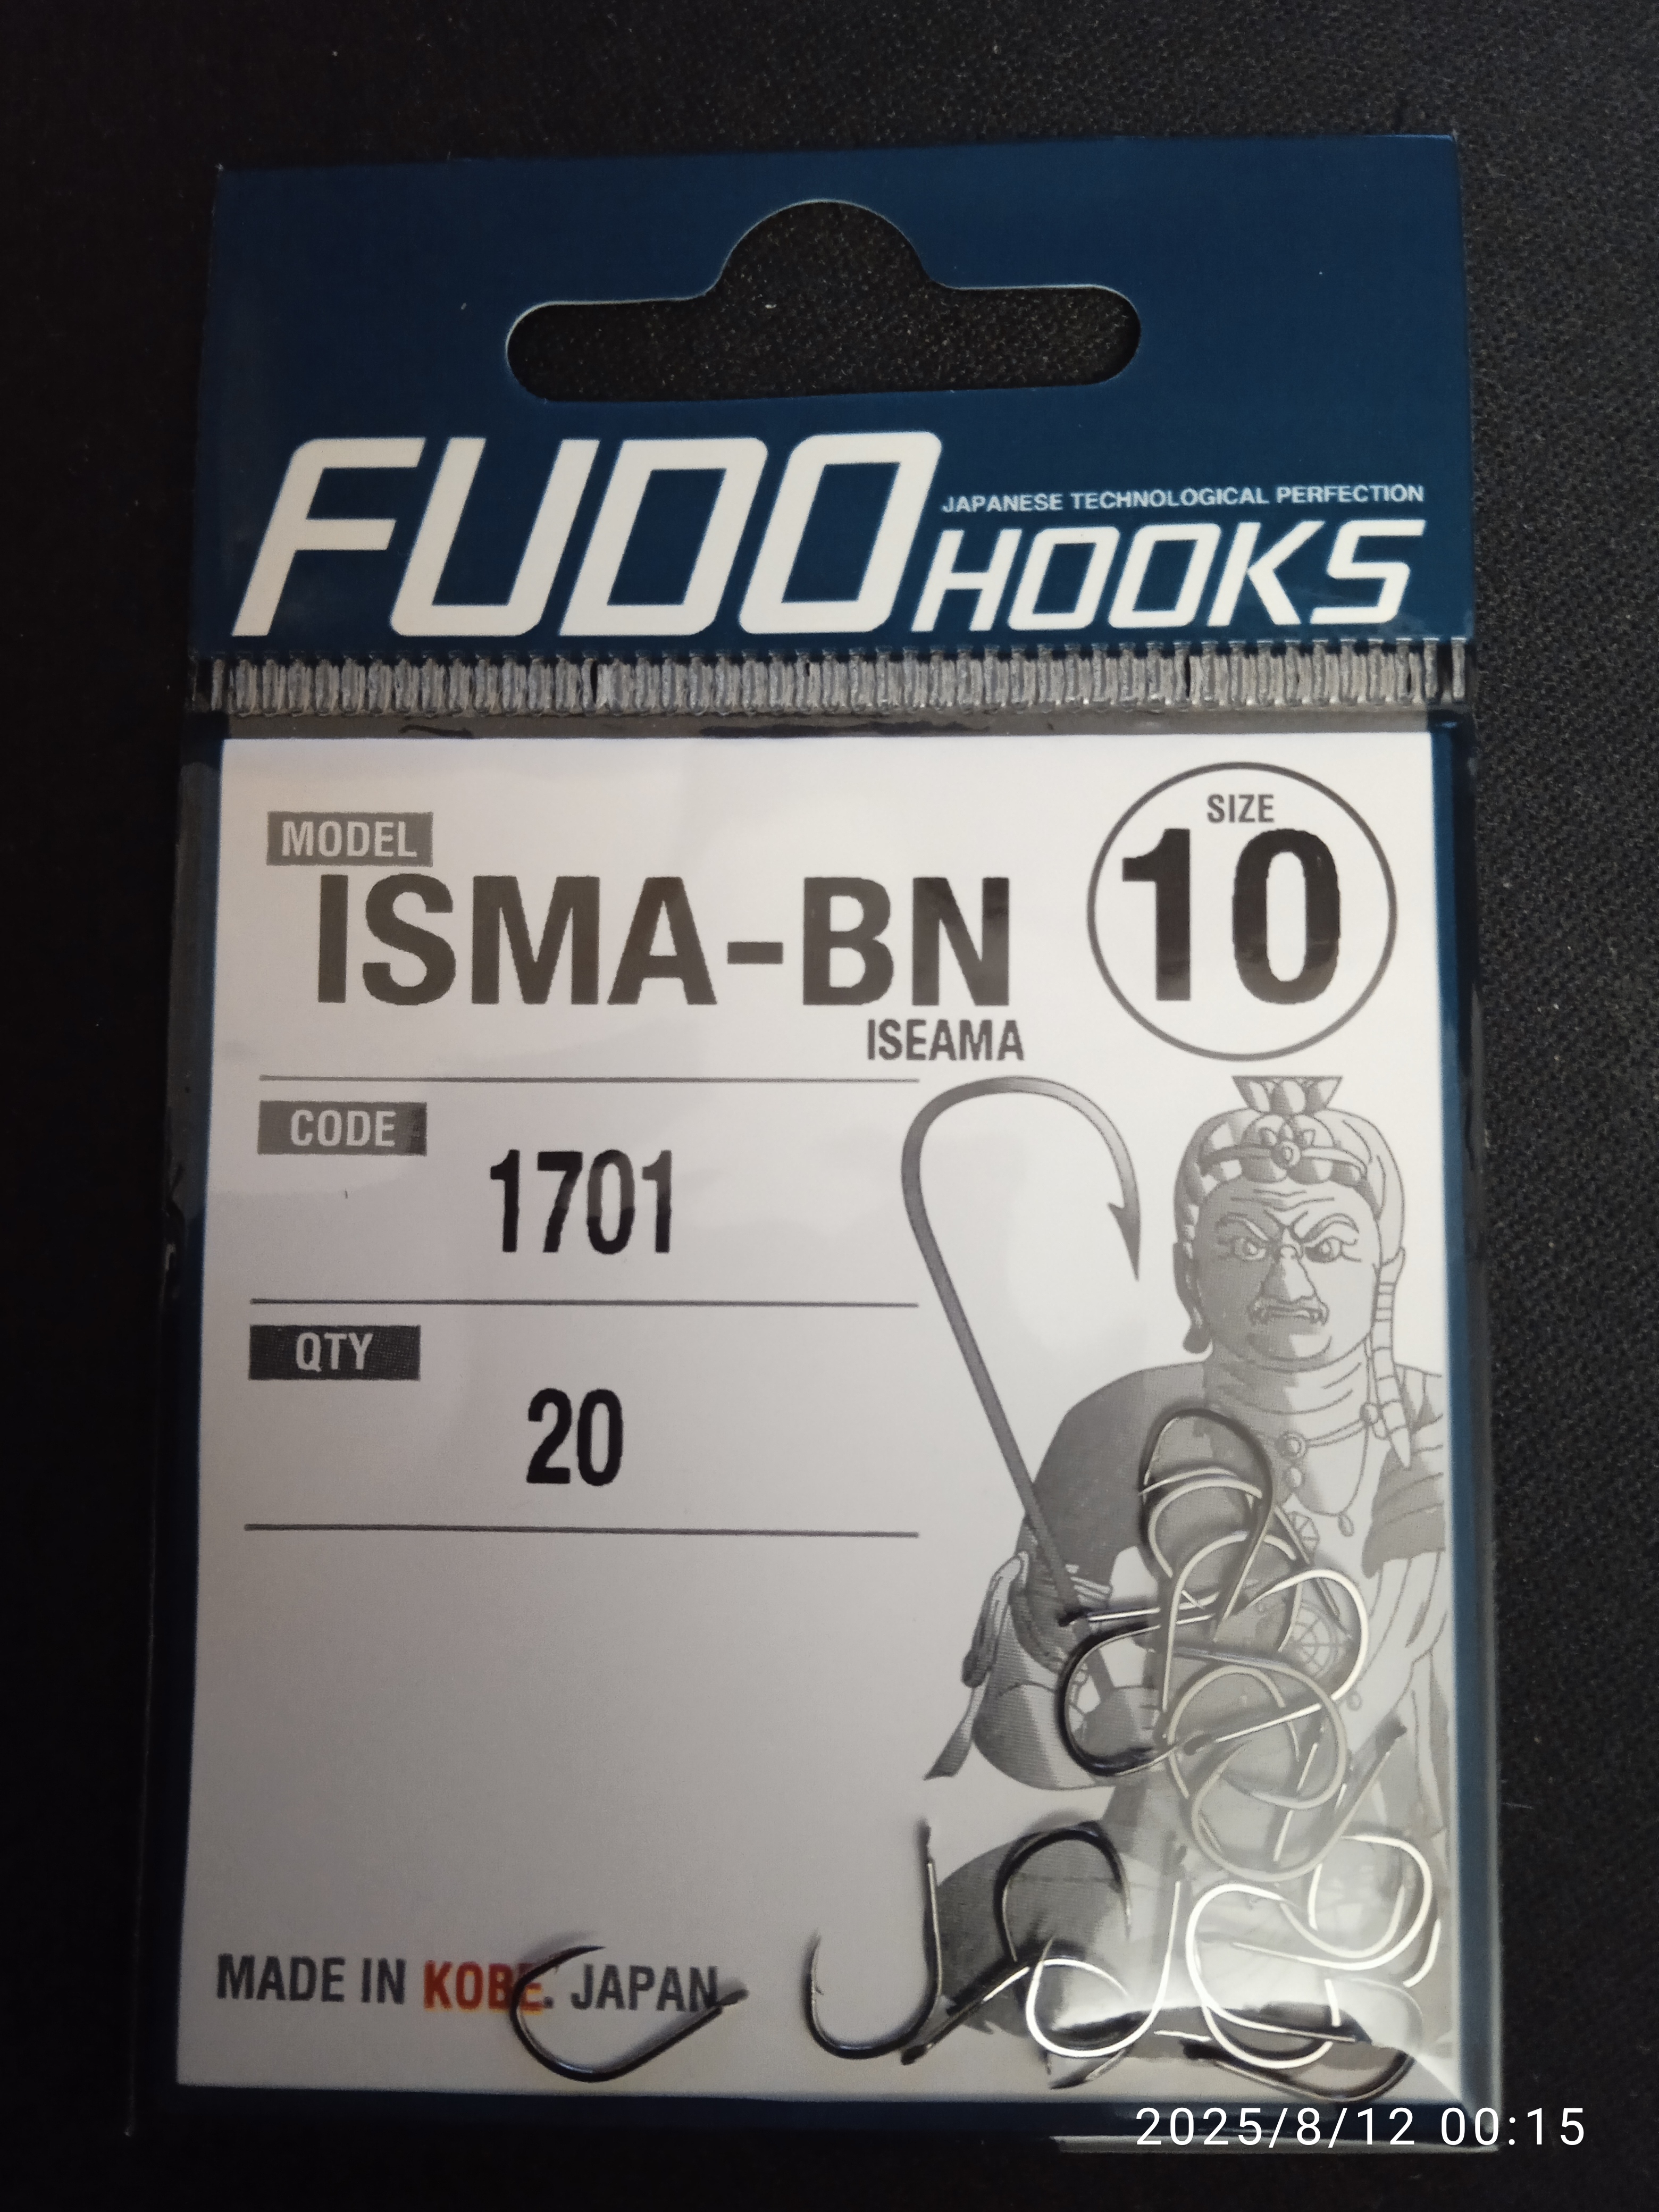 FUDO HOOKS
JAPANESE TECHNOLOGICAL PERFECTION
MODEL
ISMA-BN
ISEAMA
SIZE
10
CODE
1701
QTY
20
MADE IN KOBE. JAPAN
2025/8/12 00:15